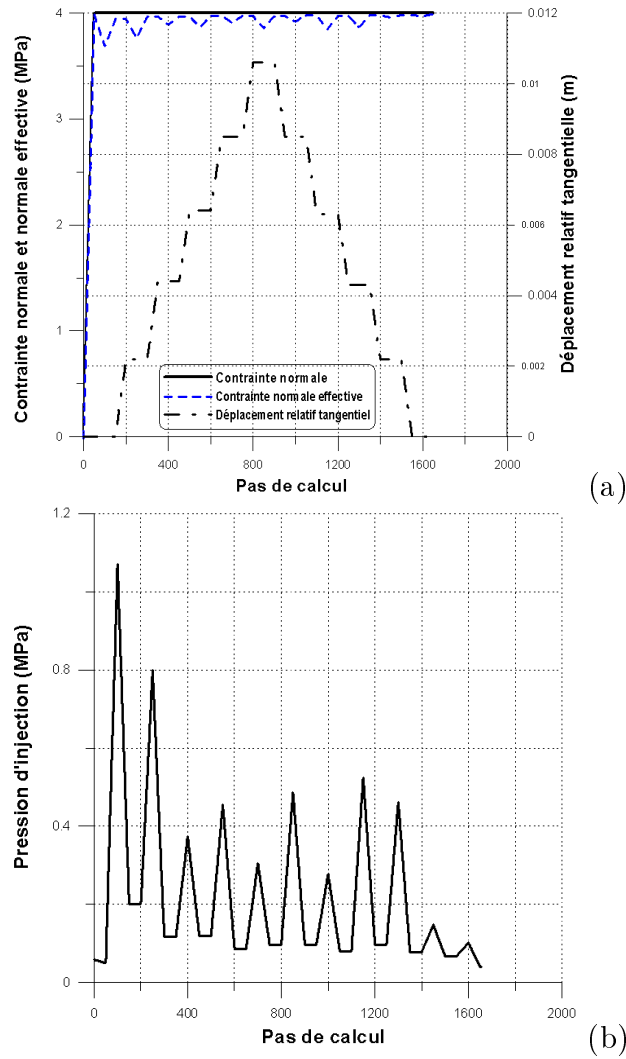 Contrainte normale et normale effective (MPa)
4
3
2
1
0
Déplacement relatif tangentielle (m)
0.012
0.010
0.008
0.006
0.004
0.002
0
Contrainte normale
Contrainte normale effective
Déplacement relatif tangentiel
0 400 800 1200 1600 2000
Pas de calcul
(a)
Pression d'injection (MPa)
1.2
0.8
0.4
0
0 400 800 1200 1600 2000
Pas de calcul
(b)